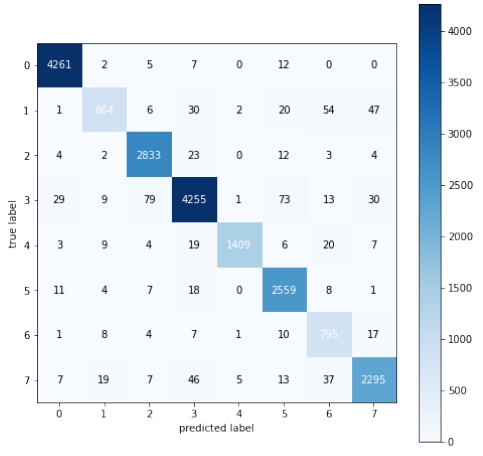 4000
0 4261 2 5 7 0 12 0 0
3500
1 1 864 6 30 2 20 54 47
3000
2 4 2 2833 23 0 12 3 4
2500
3 29 9 79 4255 1 73 13 30
true label
2000
4 3 9 4 19 1409 6 20 7
5 11 4 7 18 0 2559 8 1
1500
6 1 8 4 7 1 10 795 17
1000
7 7 19 7 46 5 13 37 2295
500
0 1 2 3 4 5 6 7
predicted label
0